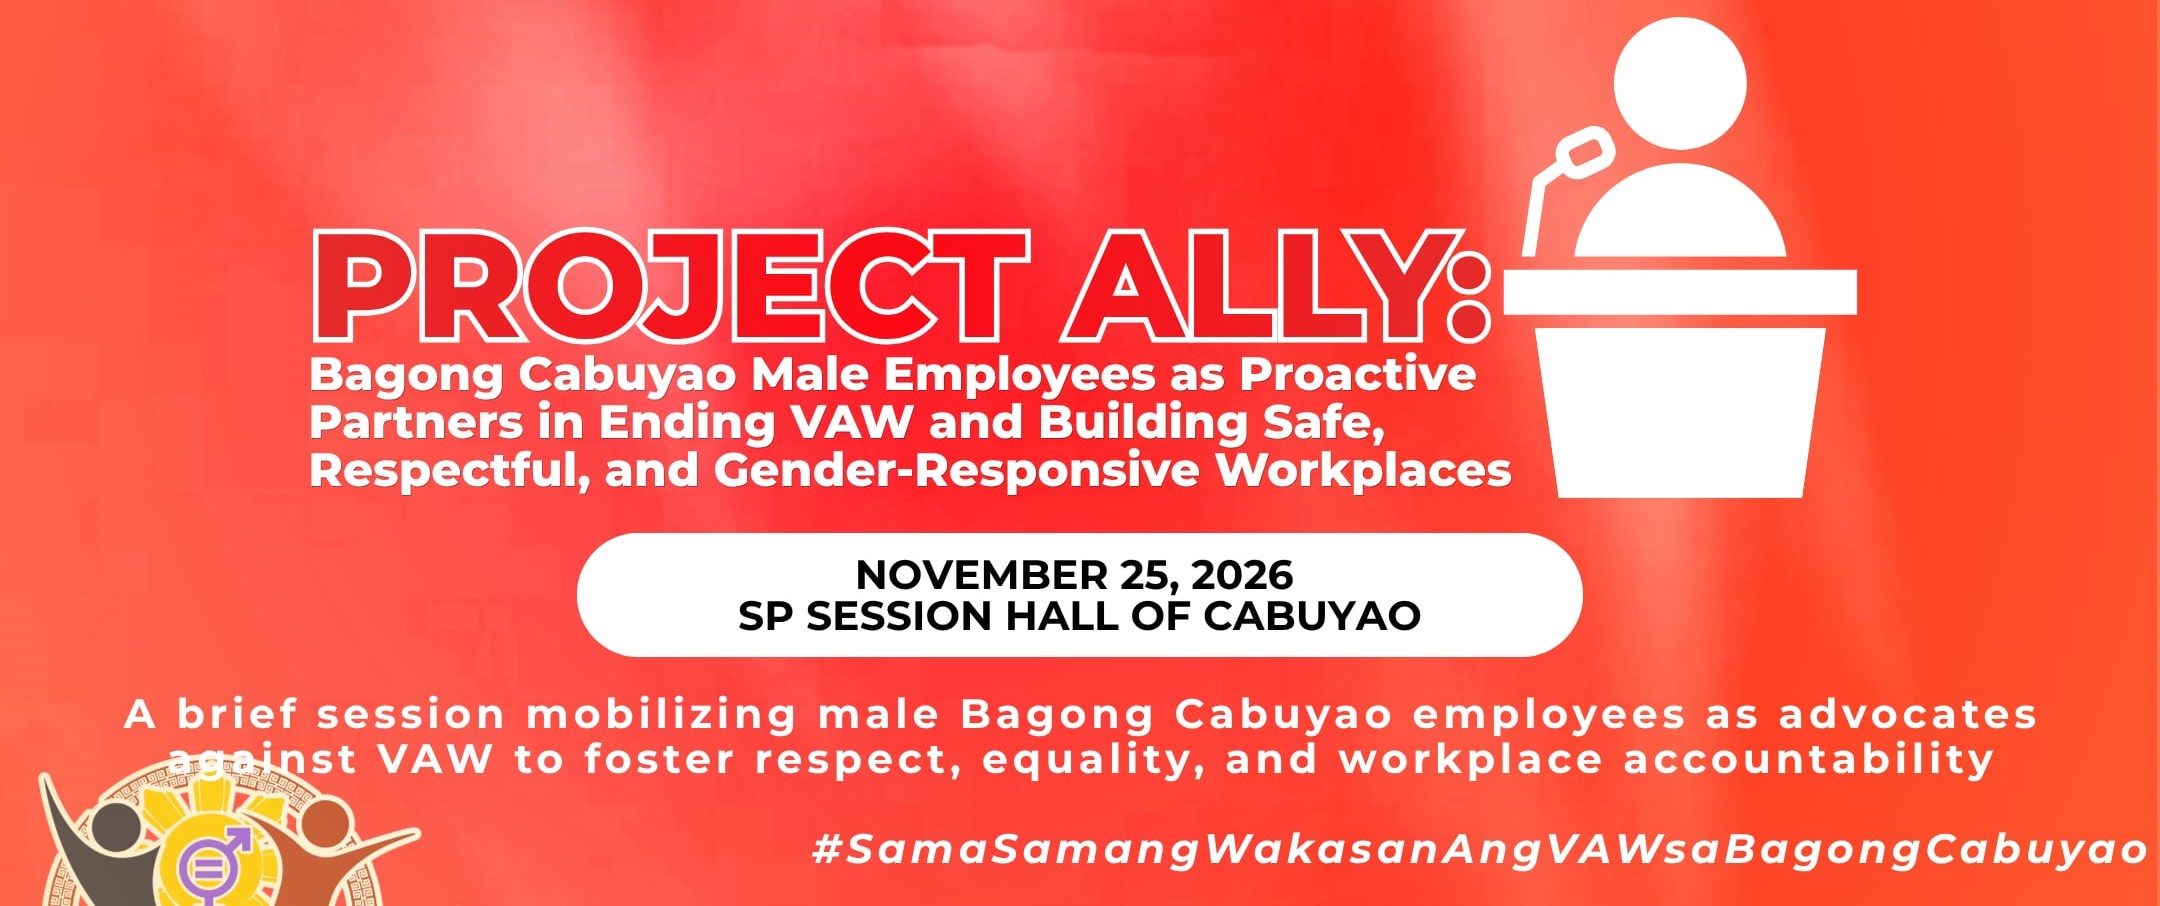 PROJECT ALLY:
Bagong Cabuyao Male Employees as Proactive
Partners in Ending VAW and Building Safe,
Respectful, and Gender-Responsive Workplaces
NOVEMBER 25, 2026
SP SESSION HALL OF CABUYAO
A brief session mobilizing male Bagong Cabuyao employees as advocates
against VAW to foster respect, equality, and workplace accountability
#SamaSamangWakasanAngVAWsaBagongCabuyao